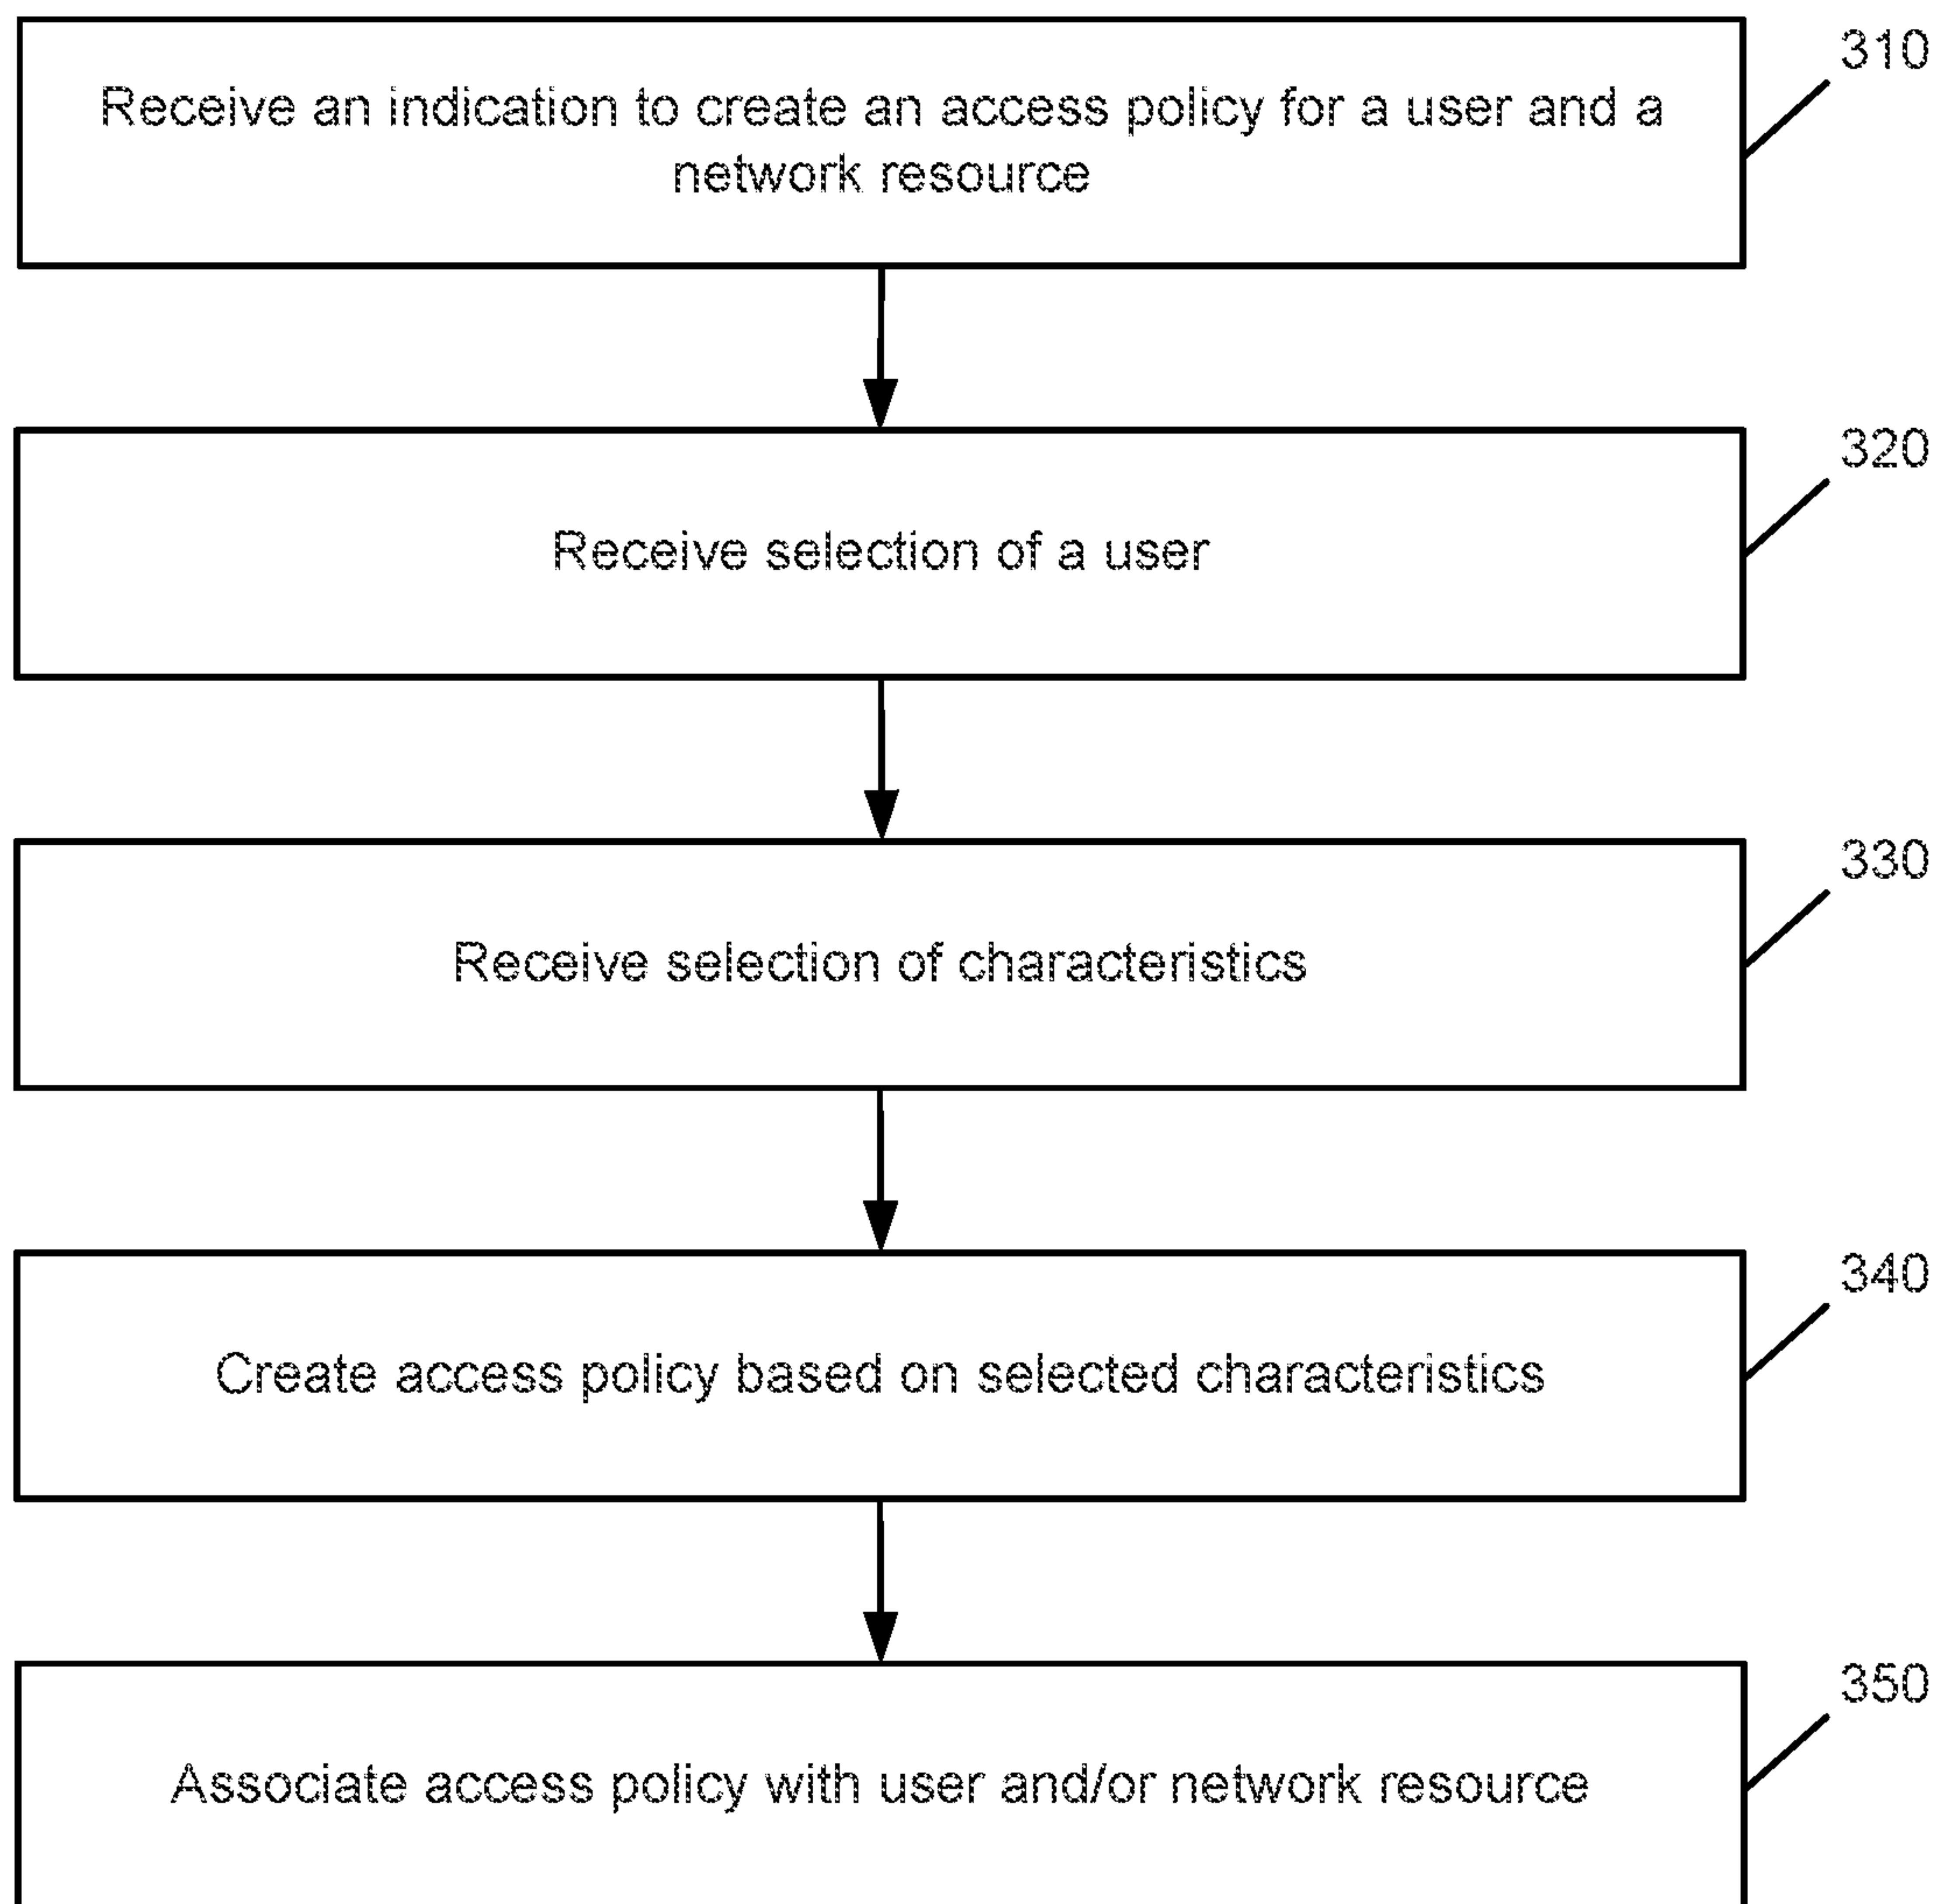 310
Receive an indication to create an access policy for a user and a
network resource
320
Receive selection of a user
330
Receive selection of characteristics
340
Create access policy based on selected characteristics
350
Associate access policy with user and/or network resource